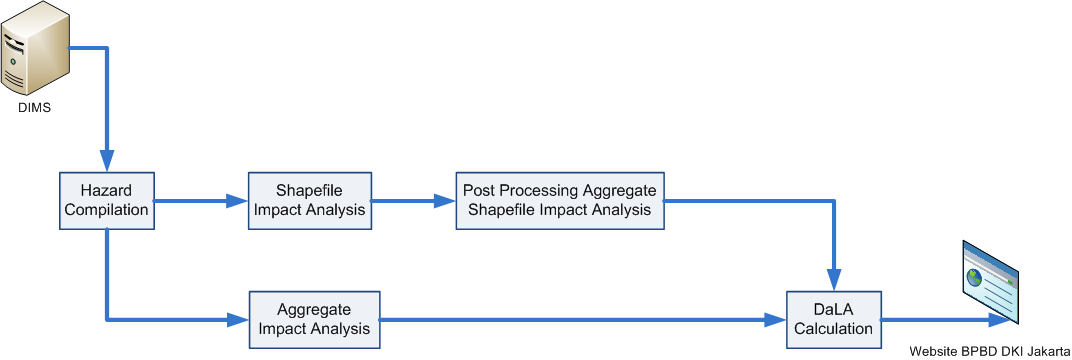 DIMS
Hazard
Compilation
Shapefile
Impact Analysis
Post Processing Aggregate
Shapefile Impact Analysis
Aggregate
Impact Analysis
DaLA
Calculation
Website BPBD DKI Jakarta